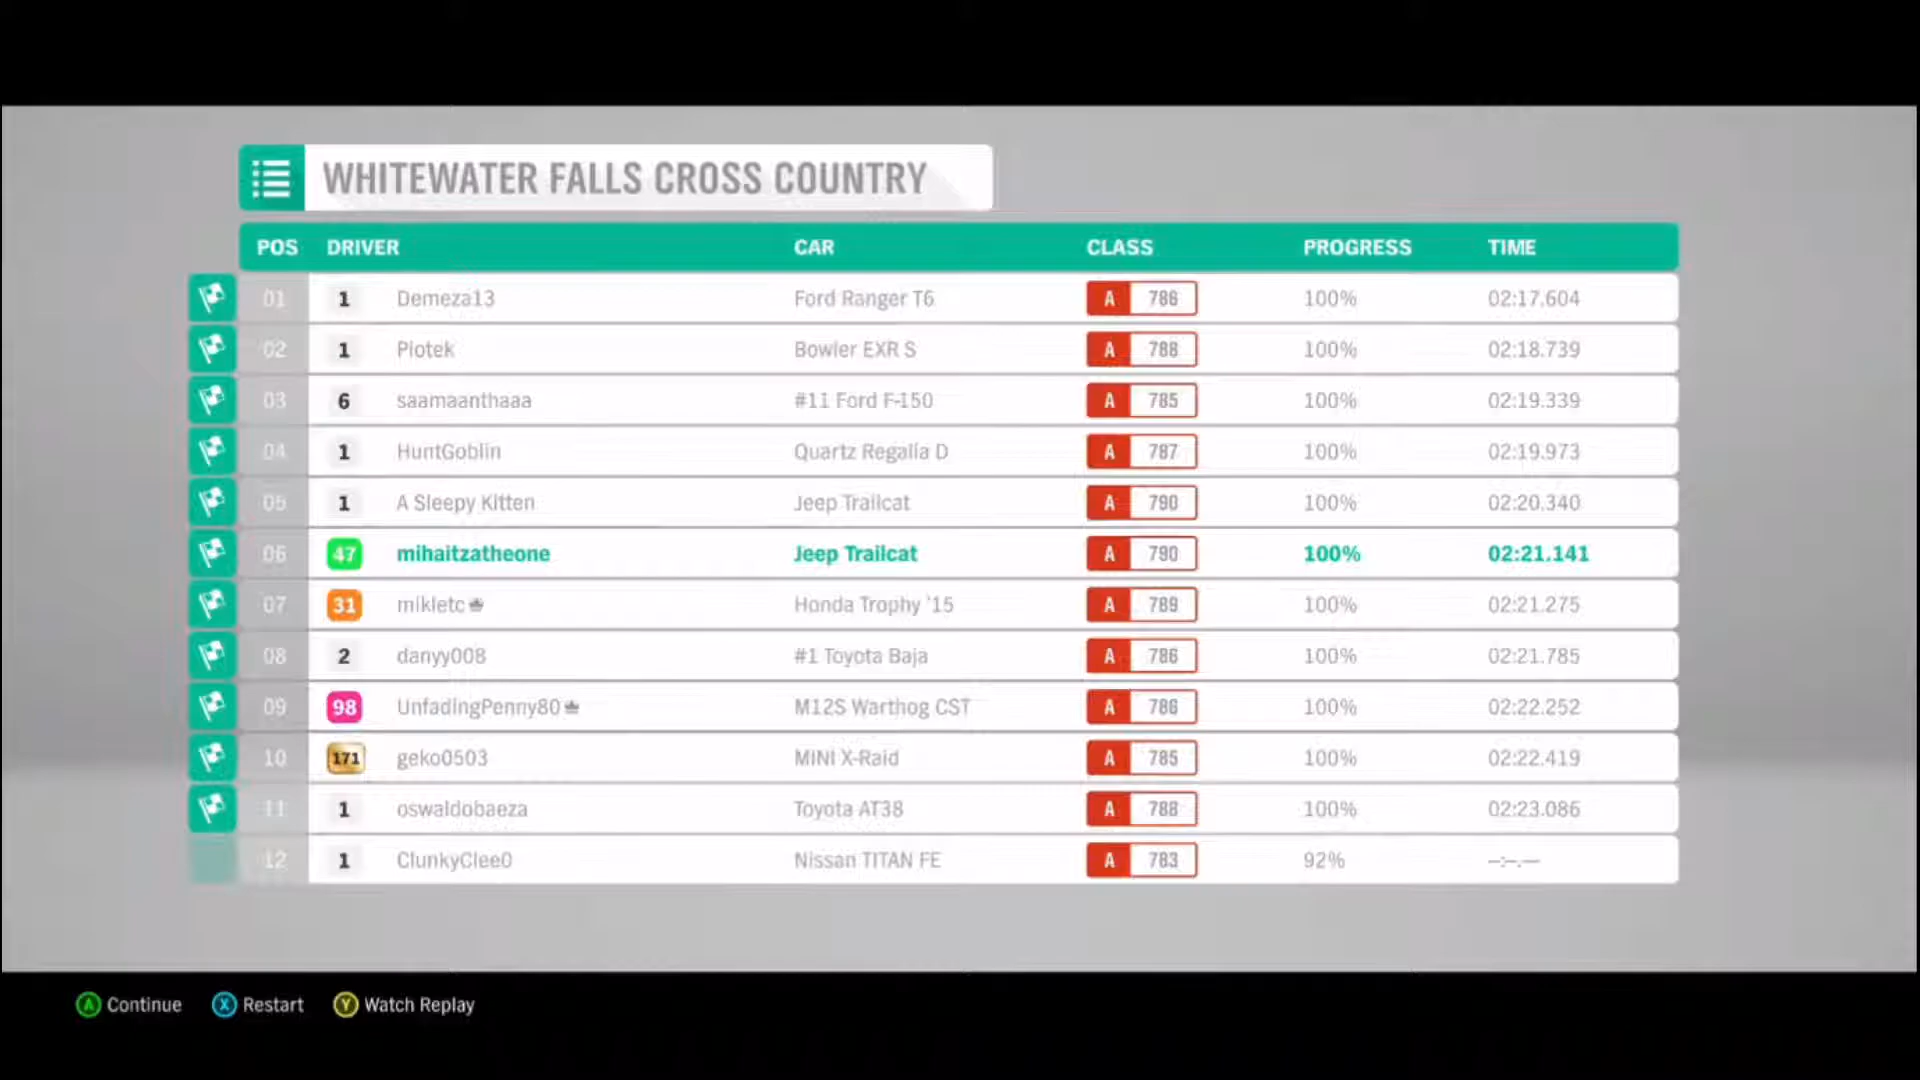 WHITEWATER FALLS CROSS COUNTRY
POS DRIVER CAR CLASS PROGRESS TIME
01 1 Demeza13 Ford Ranger T6 A 786 100% 02:17.604
02 1 Piotek Bowler EXR S A 788 100% 02:18.739
03 6 saamaanthaaa #11 Ford F-150 A 785 100% 02:19.339
04 1 HuntGoblin Quartz Regalia D A 787 100% 02:19.973
05 1 A Sleepy Kitten Jeep Trailcat A 790 100% 02:20.340
06 47 mihaitzatheone Jeep Trailcat A 790 100% 02:21.141
07 31 mikletc Honda Trophy '15 A 789 100% 02:21.275
08 2 danyy008 #1 Toyota Baja A 786 100% 02:21.785
09 98 UnfadingPenny80 M12S Warthog CST A 786 100% 02:22.252
10 171 geko0503 MINI X-Raid A 785 100% 02:22.419
11 1 oswaldobaeza Toyota AT38 A 788 100% 02:23.086
12 1 ClunkyClee0 Nissan TITAN FE A 783 92% --:--.---
A Continue X Restart Y Watch Replay